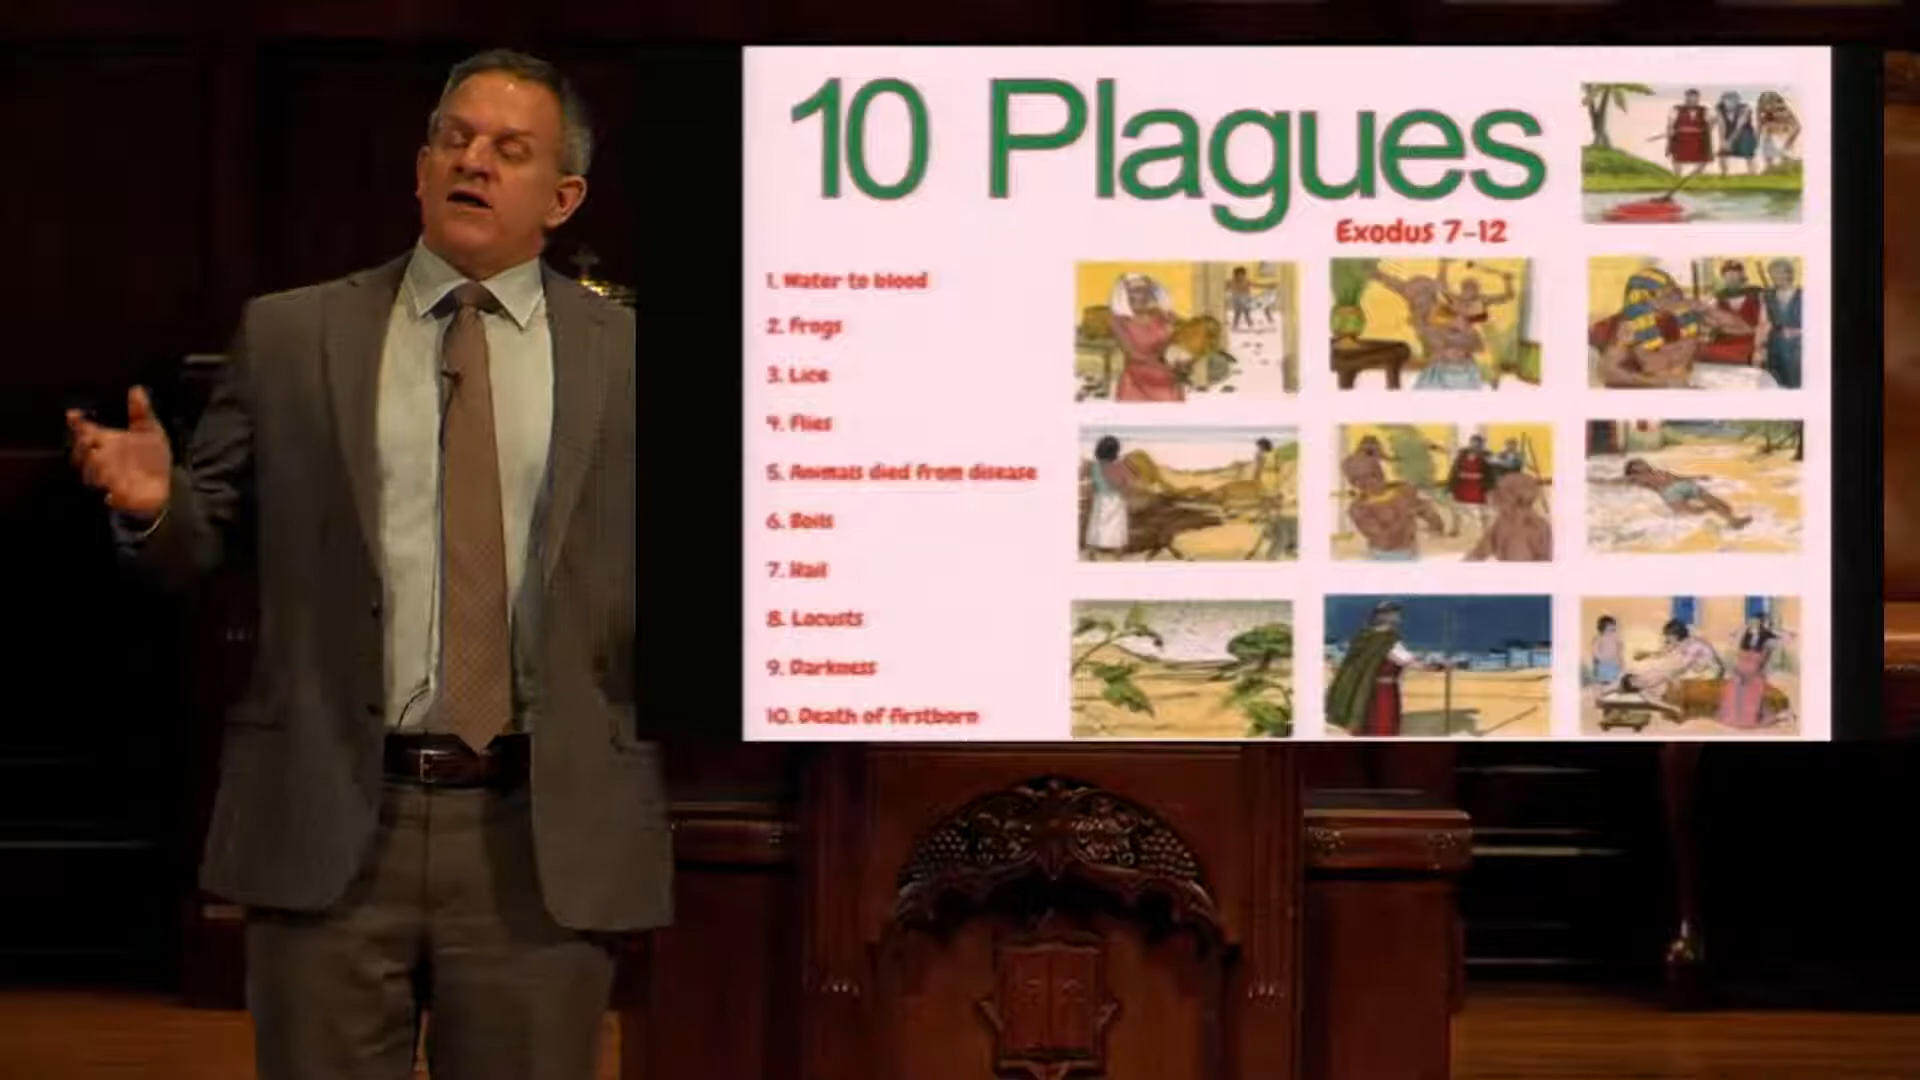 10 Plagues
Exodus 7-12
1. Water to blood
2. Frogs
3. Lice
4. Flies
5. Animals died from disease
6. Boils
7. Hail
8. Locusts
9. Darkness
10. Death of firstborn